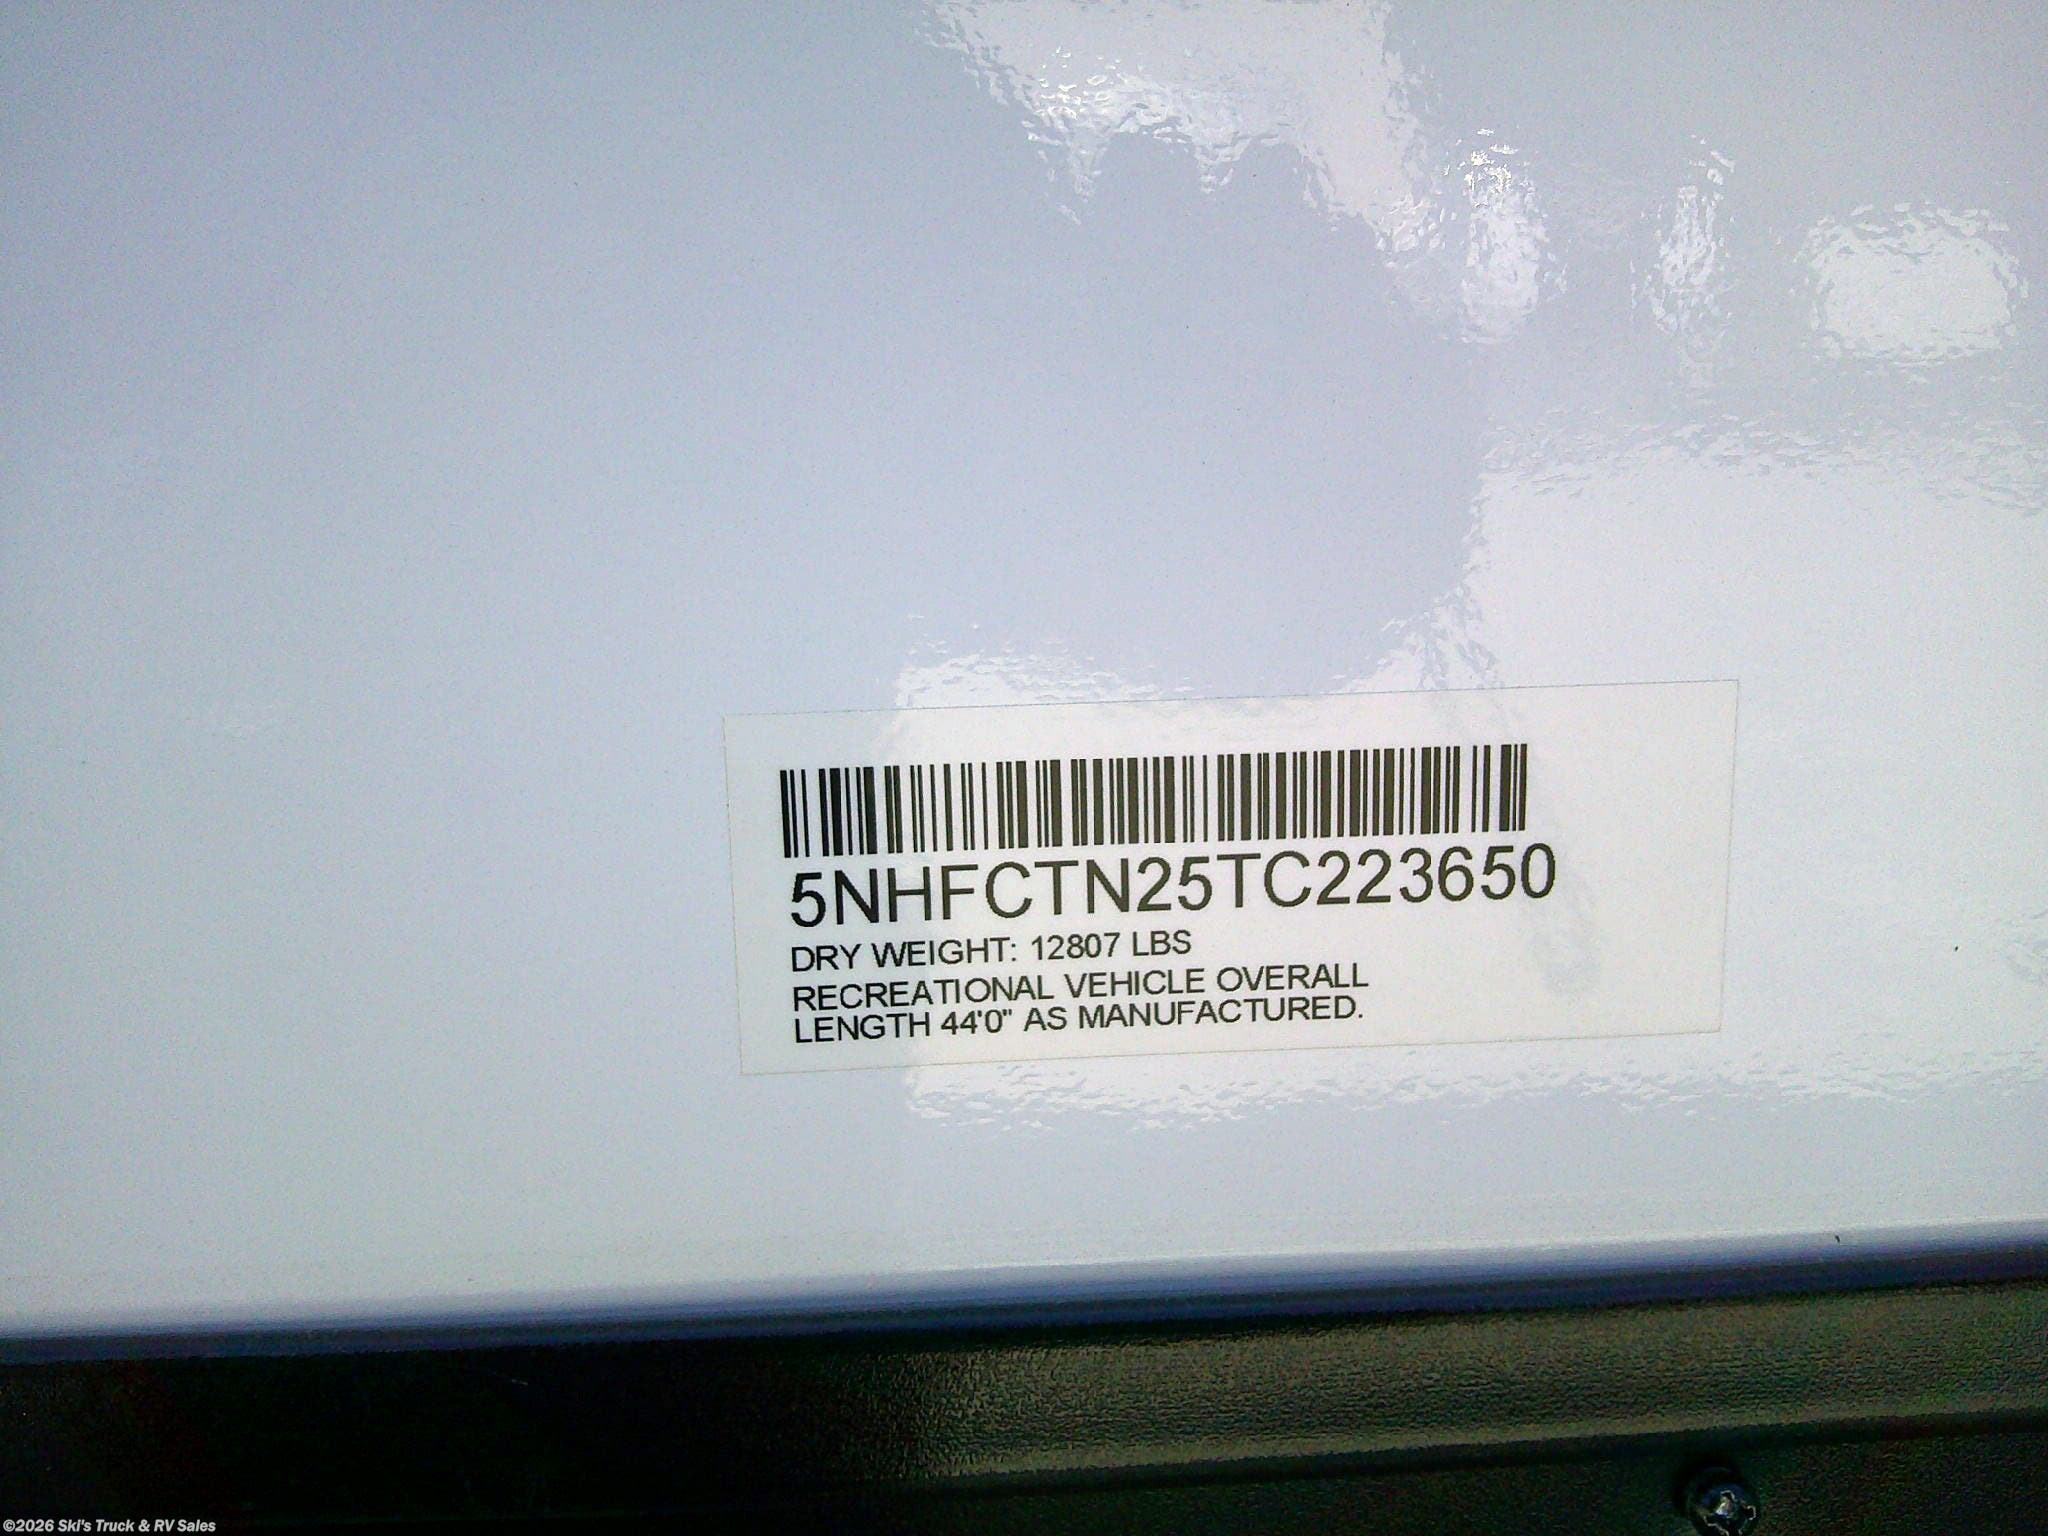 5NHFCTN25TC223650
DRY WEIGHT: 12807 LBS
RECREATIONAL VEHICLE OVERALL
LENGTH 44'0" AS MANUFACTURED.
©2026 Ski's Truck & RV Sales